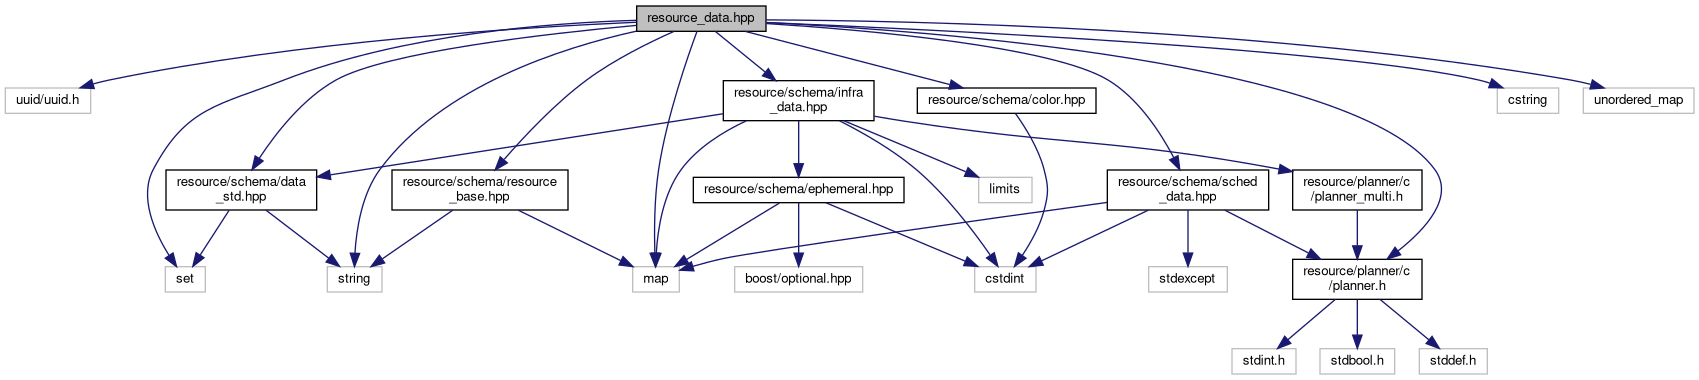 resource_data.hpp
uuid/uuid.h
resource/schema/infra
_data.hpp
resource/schema/color.hpp
cstring
unordered_map
resource/schema/data
_std.hpp
resource/schema/resource
_base.hpp
resource/schema/ephemeral.hpp
limits
resource/schema/sched
_data.hpp
resource/planner/c
/planner_multi.h
set
string
map
boost/optional.hpp
cstdint
stdexcept
resource/planner/c
/planner.h
stdint.h
stdbool.h
stddef.h